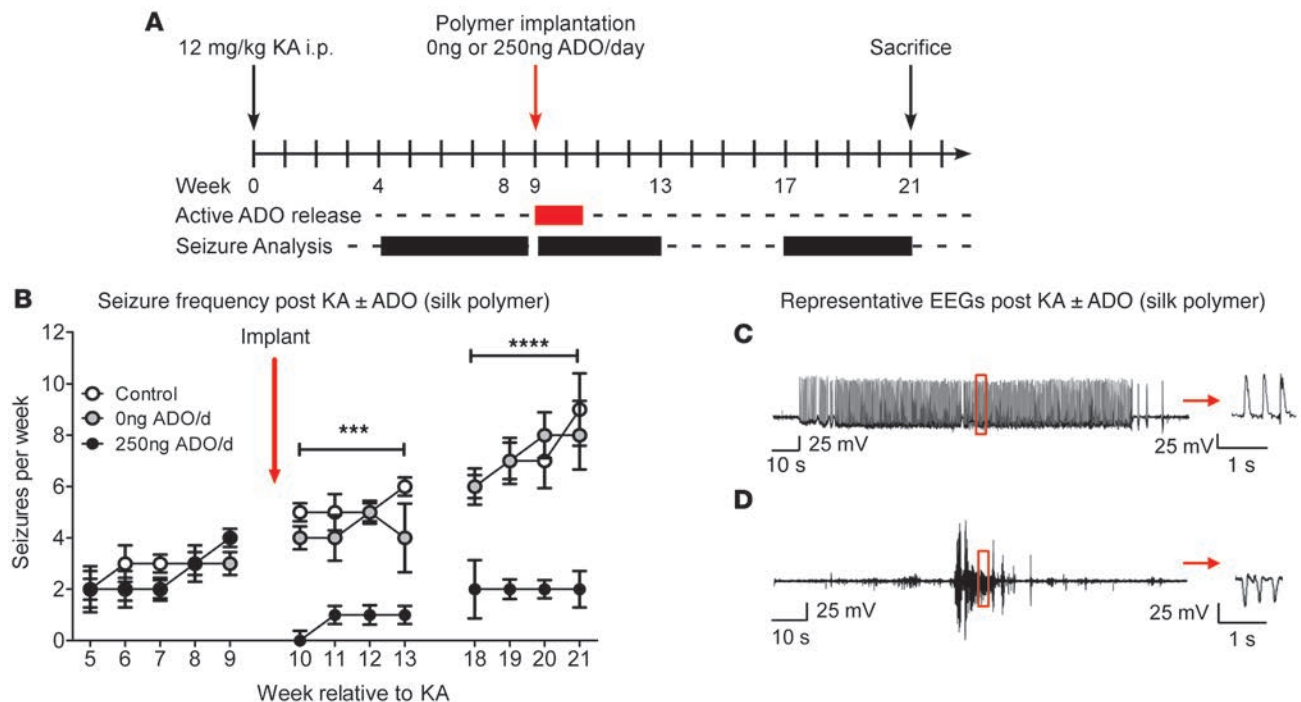 A
12 mg/kg KA i.p.
Polymer implantation
0ng or 250ng ADO/day
Sacrifice
Week 0 4 8 9 13 17 21
Active ADO release
Seizure Analysis
B Seizure frequency post KA ± ADO (silk polymer)
Implant
Control
0ng ADO/d
250ng ADO/d
***
****
Seizures per week
12
10
8
6
4
2
0
5 6 7 8 9 10 11 12 13 18 19 20 21
Week relative to KA
Representative EEGs post KA ± ADO (silk polymer)
C
25 mV
10 s
25 mV
1 s
D
25 mV
10 s
25 mV
1 s